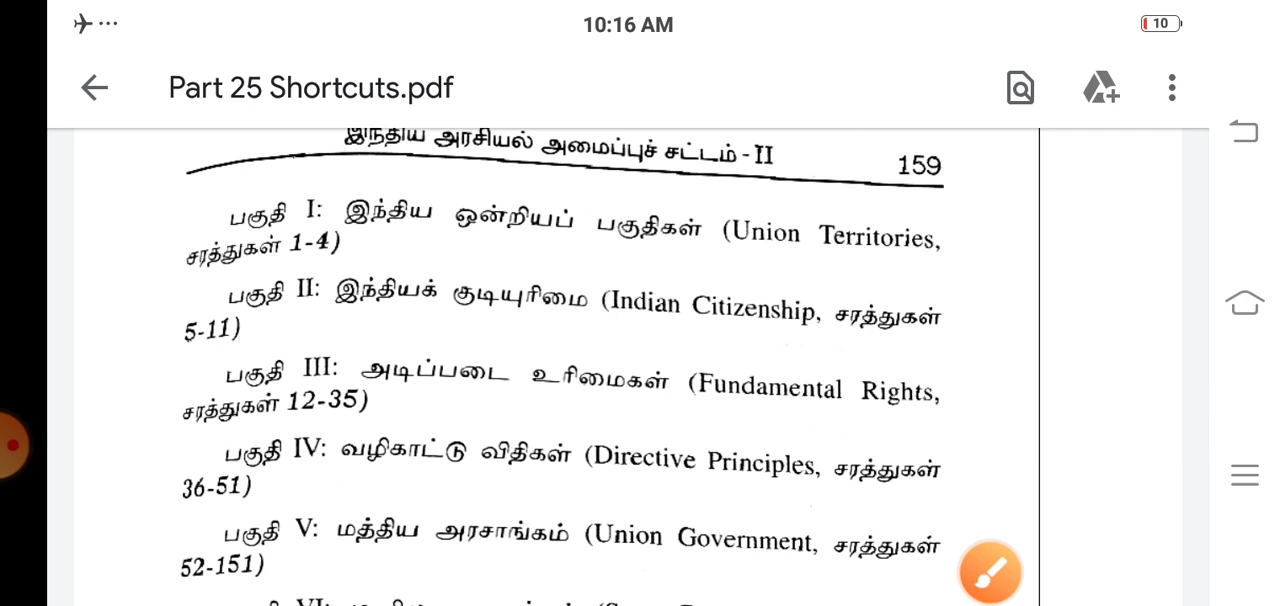 10:16 AM
10
Part 25 Shortcuts.pdf
இந்திய அரசியல் அமைப்புச் சட்டம் - II
159
பகுதி I: இந்திய ஒன்றியப் பகுதிகள் (Union Territories,
சரத்துகள் 1-4)
பகுதி II: இந்தியக் குடியுரிமை (Indian Citizenship, சரத்துகள்
5-11)
பகுதி III: அடிப்படை உரிமைகள் (Fundamental Rights,
சரத்துகள் 12-35)
பகுதி IV: வழிகாட்டு விதிகள் (Directive Principles, சரத்துகள்
36-51)
பகுதி V: மத்திய அரசாங்கம் (Union Government, சரத்துகள்
52-151)
VI: